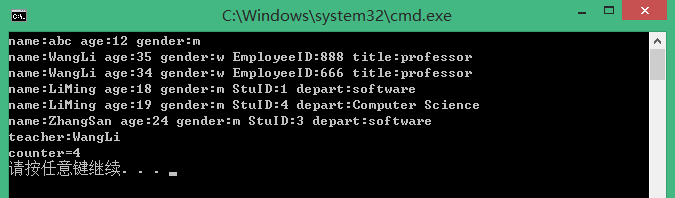 C:\Windows\system32\cmd.exe
name:abc age:12 gender:m
name:WangLi age:35 gender:w EmployeeID:888 title:professor
name:WangLi age:34 gender:w EmployeeID:666 title:professor
name:LiMing age:18 gender:m StuID:1 depart:software
name:LiMing age:19 gender:m StuID:4 depart:Computer Science
name:ZhangSan age:24 gender:m StuID:3 depart:software
teacher:WangLi
counter=4
请按任意键继续. . .